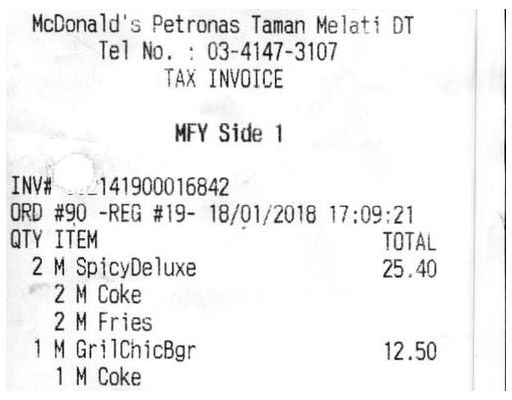 McDonald's Petronas Taman Melati DT
Tel No. : 03-4147-3107
TAX INVOICE
MFY Side 1
INV#
ORD #90 -REG #19- 18/01/2018 17:09:21
QTY ITEM TOTAL
2 M SpicyDeluxe 25.40
2 M Coke
2 M Fries
1 M GrilChicBgr 12.50
1 M Coke